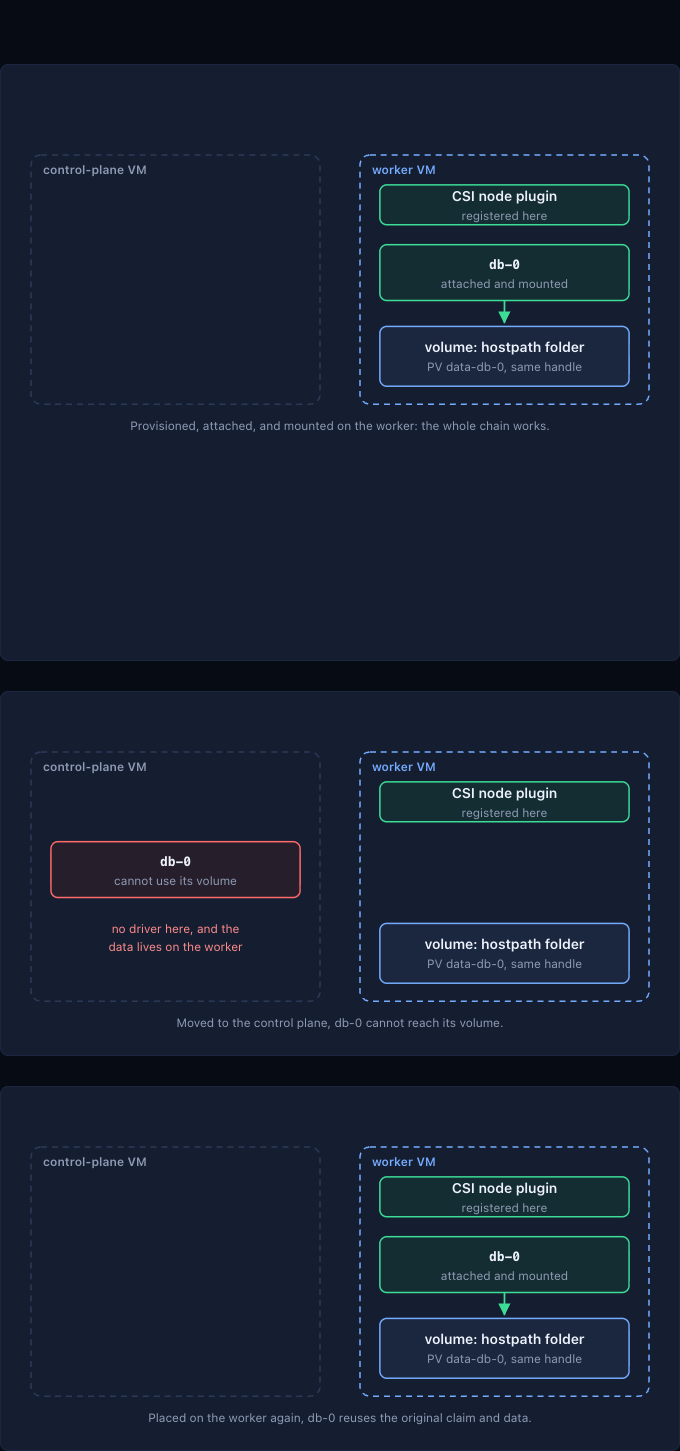 control-plane VM
worker VM
CSI node plugin
registered here
db-0
attached and mounted
volume: hostpath folder
PV data-db-0, same handle
Provisioned, attached, and mounted on the worker: the whole chain works.
control-plane VM
worker VM
CSI node plugin
registered here
db-0
cannot use its volume
no driver here, and the
data lives on the worker
volume: hostpath folder
PV data-db-0, same handle
Moved to the control plane, db-0 cannot reach its volume.
control-plane VM
worker VM
CSI node plugin
registered here
db-0
attached and mounted
volume: hostpath folder
PV data-db-0, same handle
Placed on the worker again, db-0 reuses the original claim and data.